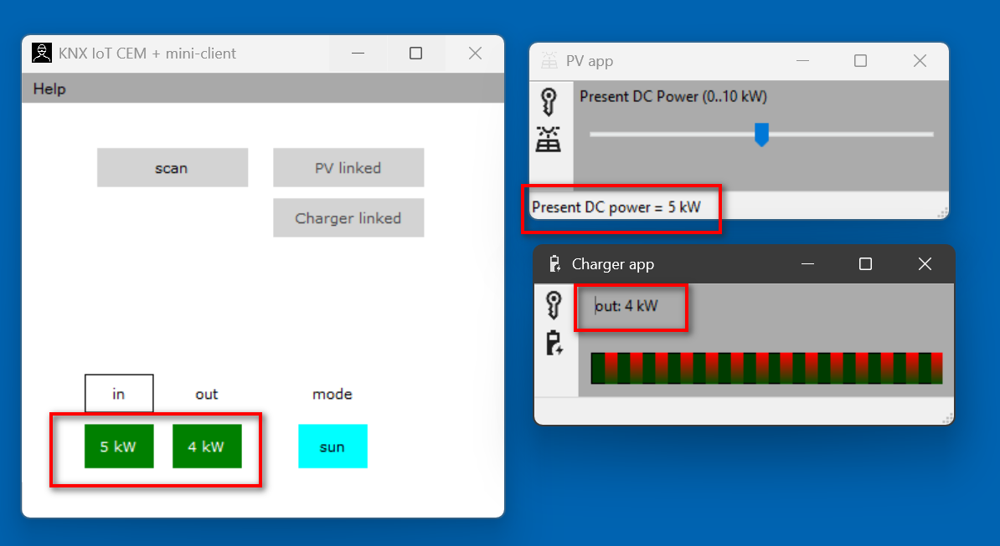 KNX IoT CEM + mini-client
Help
scan
PV linked
Charger linked
in
out
mode
5 kW
4 kW
sun
PV app
Present DC Power (0..10 kW)
Present DC power = 5 kW
Charger app
out: 4 kW